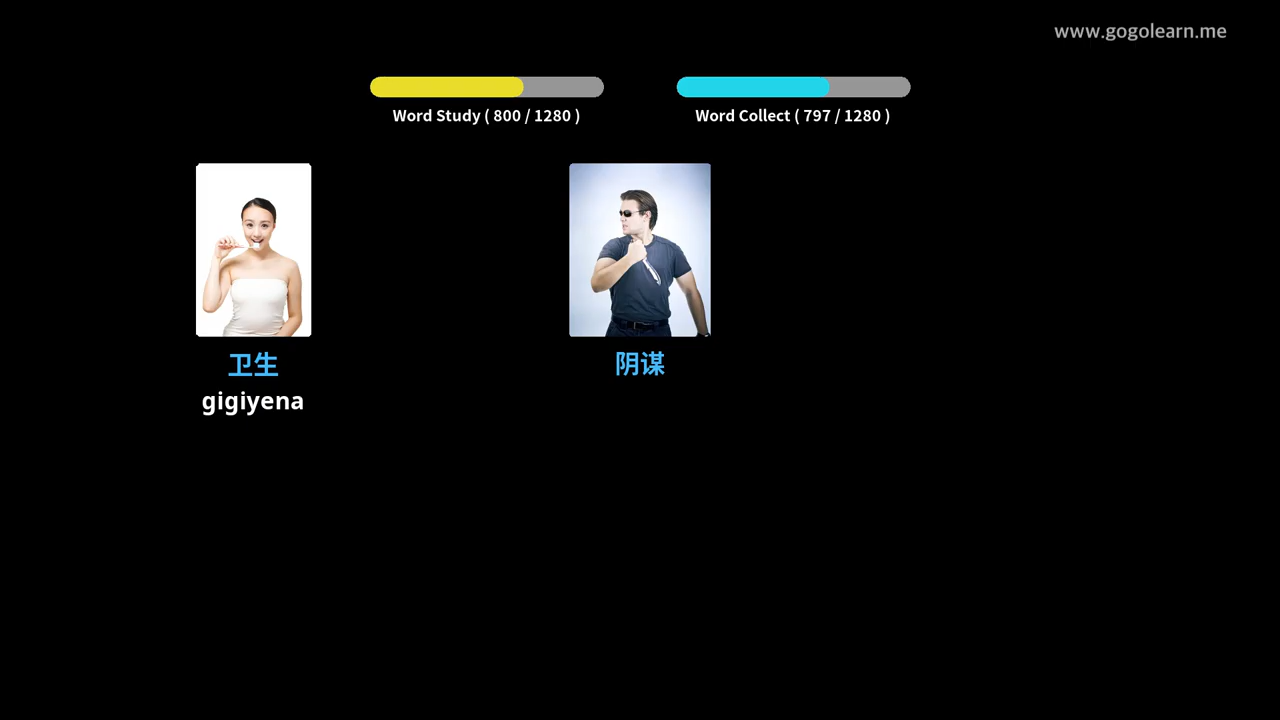 www.gogolearn.me
Word Study ( 800 / 1280 )
Word Collect ( 797 / 1280 )
卫生
阴谋
gigiyena